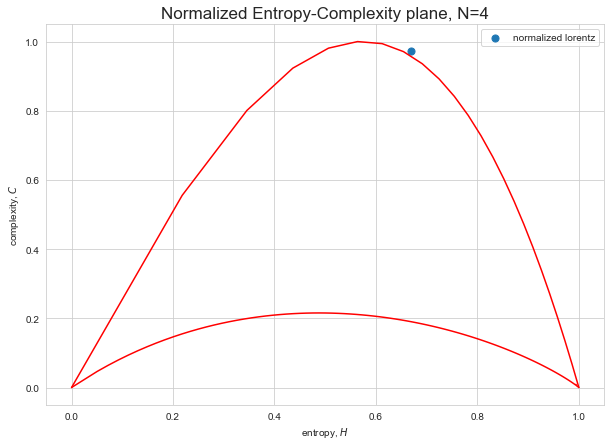 Normalized Entropy-Complexity plane, N=4
normalized lorentz
1.0
0.8
0.6
0.4
0.2
0.0
complexity, C
0.0 0.2 0.4 0.6 0.8 1.0
entropy, H